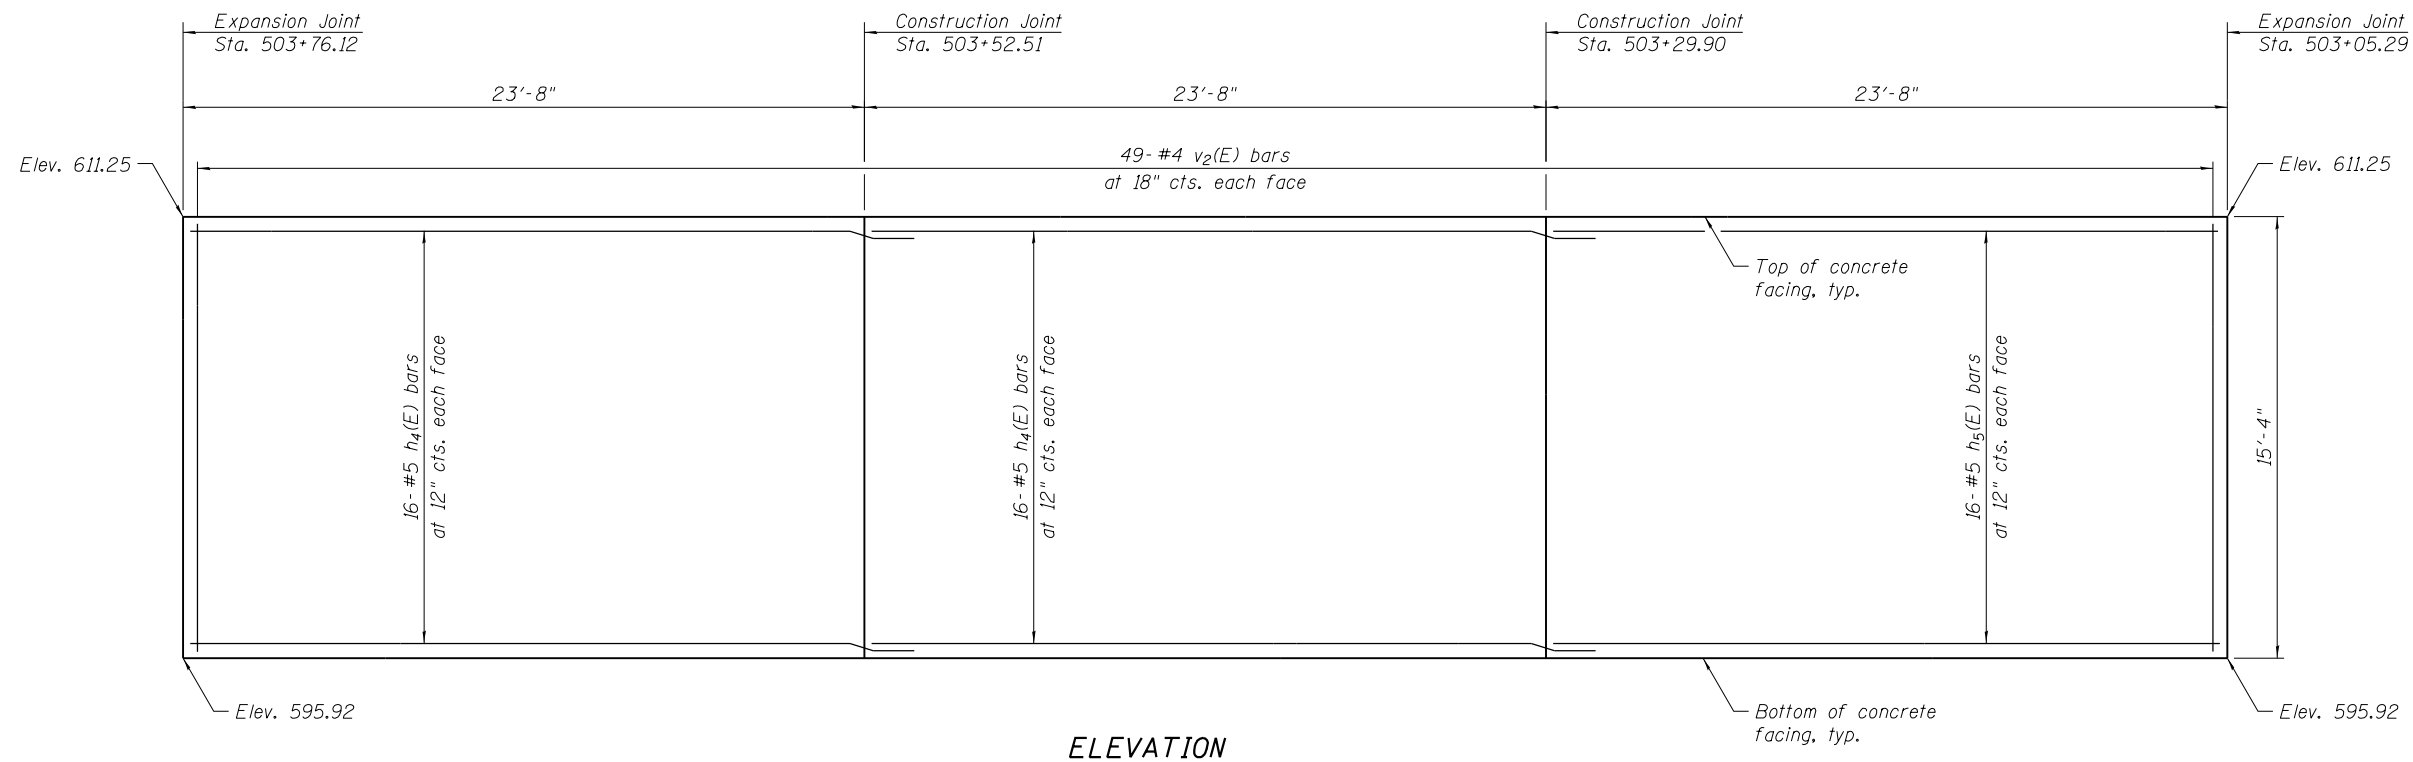 Expansion Joint
Sta. 503+76.12
Construction Joint
Sta. 503+52.51
Construction Joint
Sta. 503+29.90
Expansion Joint
Sta. 503+05.29
23'-8"
23'-8"
23'-8"
Elev. 611.25
49-#4 v2(E) bars
at 18" cts. each face
Elev. 611.25
Top of concrete
facing, typ.
16-#5 h4(E) bars
at 12" cts. each face
16-#5 h4(E) bars
at 12" cts. each face
16-#5 h5(E) bars
at 12" cts. each face
15'-4"
Elev. 595.92
Bottom of concrete
facing, typ.
Elev. 595.92
ELEVATION